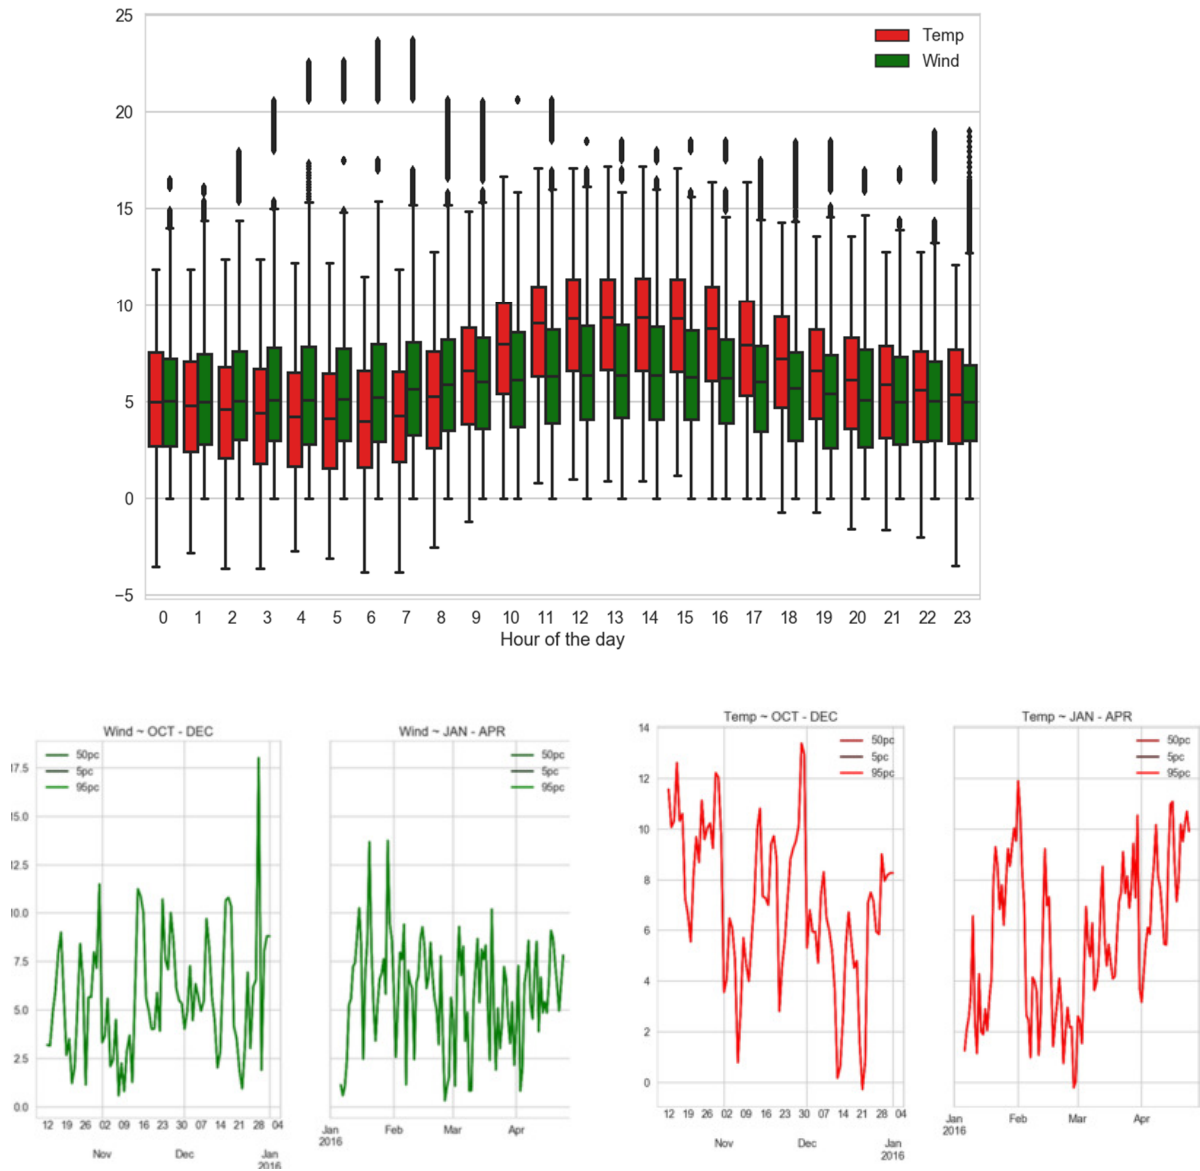 25
20
15
10
5
0
−5
Temp
Wind
0 1 2 3 4 5 6 7 8 9 10 11 12 13 14 15 16 17 18 19 20 21 22 23
Hour of the day
Wind ~ OCT - DEC
50pc
5pc
95pc
17.5
15.0
12.5
10.0
7.5
5.0
2.5
0.0
12 19 26 02 09 16 23 30 07 14 21 28 04
Nov Dec Jan
2016
Wind ~ JAN - APR
50pc
5pc
95pc
Jan Feb Mar Apr
2016
Temp ~ OCT - DEC
50pc
5pc
95pc
14
12
10
8
6
4
2
0
12 19 26 02 09 16 23 30 07 14 21 28 04
Nov Dec Jan
2016
Temp ~ JAN - APR
50pc
5pc
95pc
Jan Feb Mar Apr
2016